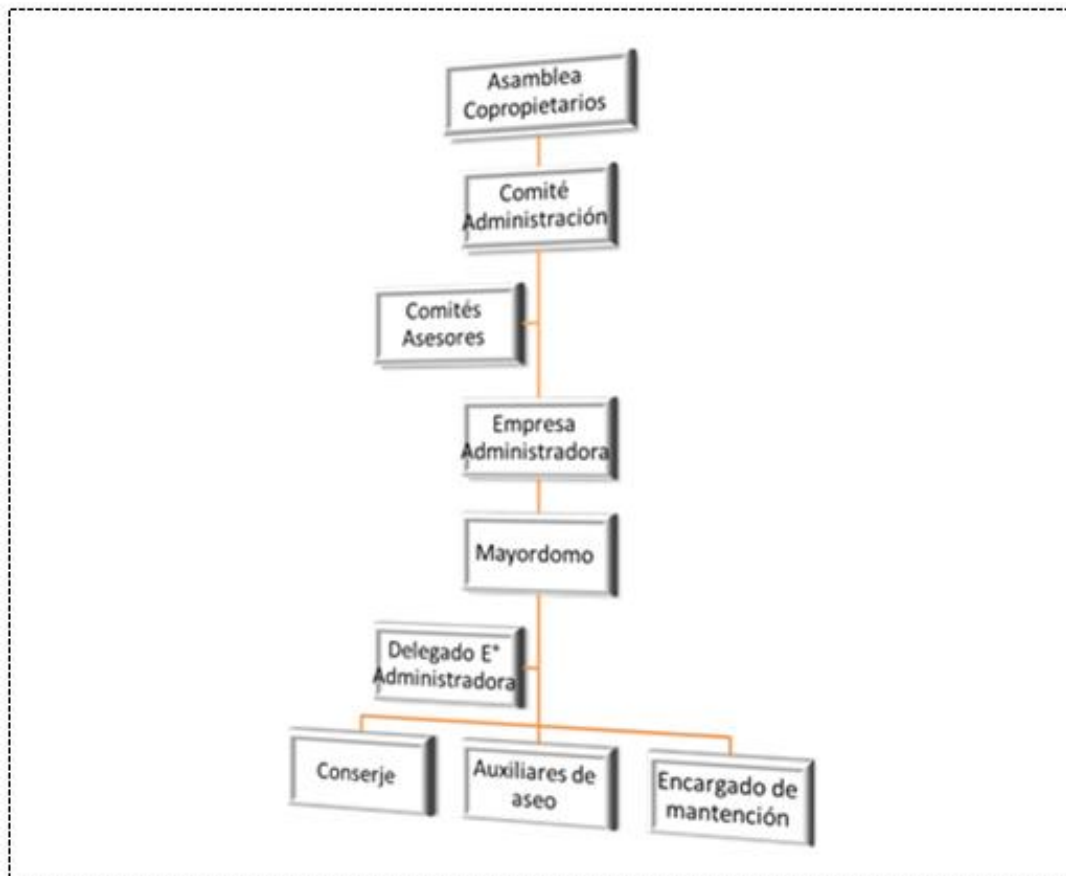 Asamblea
Copropietarios
Comité
Administración
Comités
Asesores
Empresa
Administradora
Mayordomo
Delegado E°
Administradora
Conserje
Auxiliares de
aseo
Encargado de
mantención